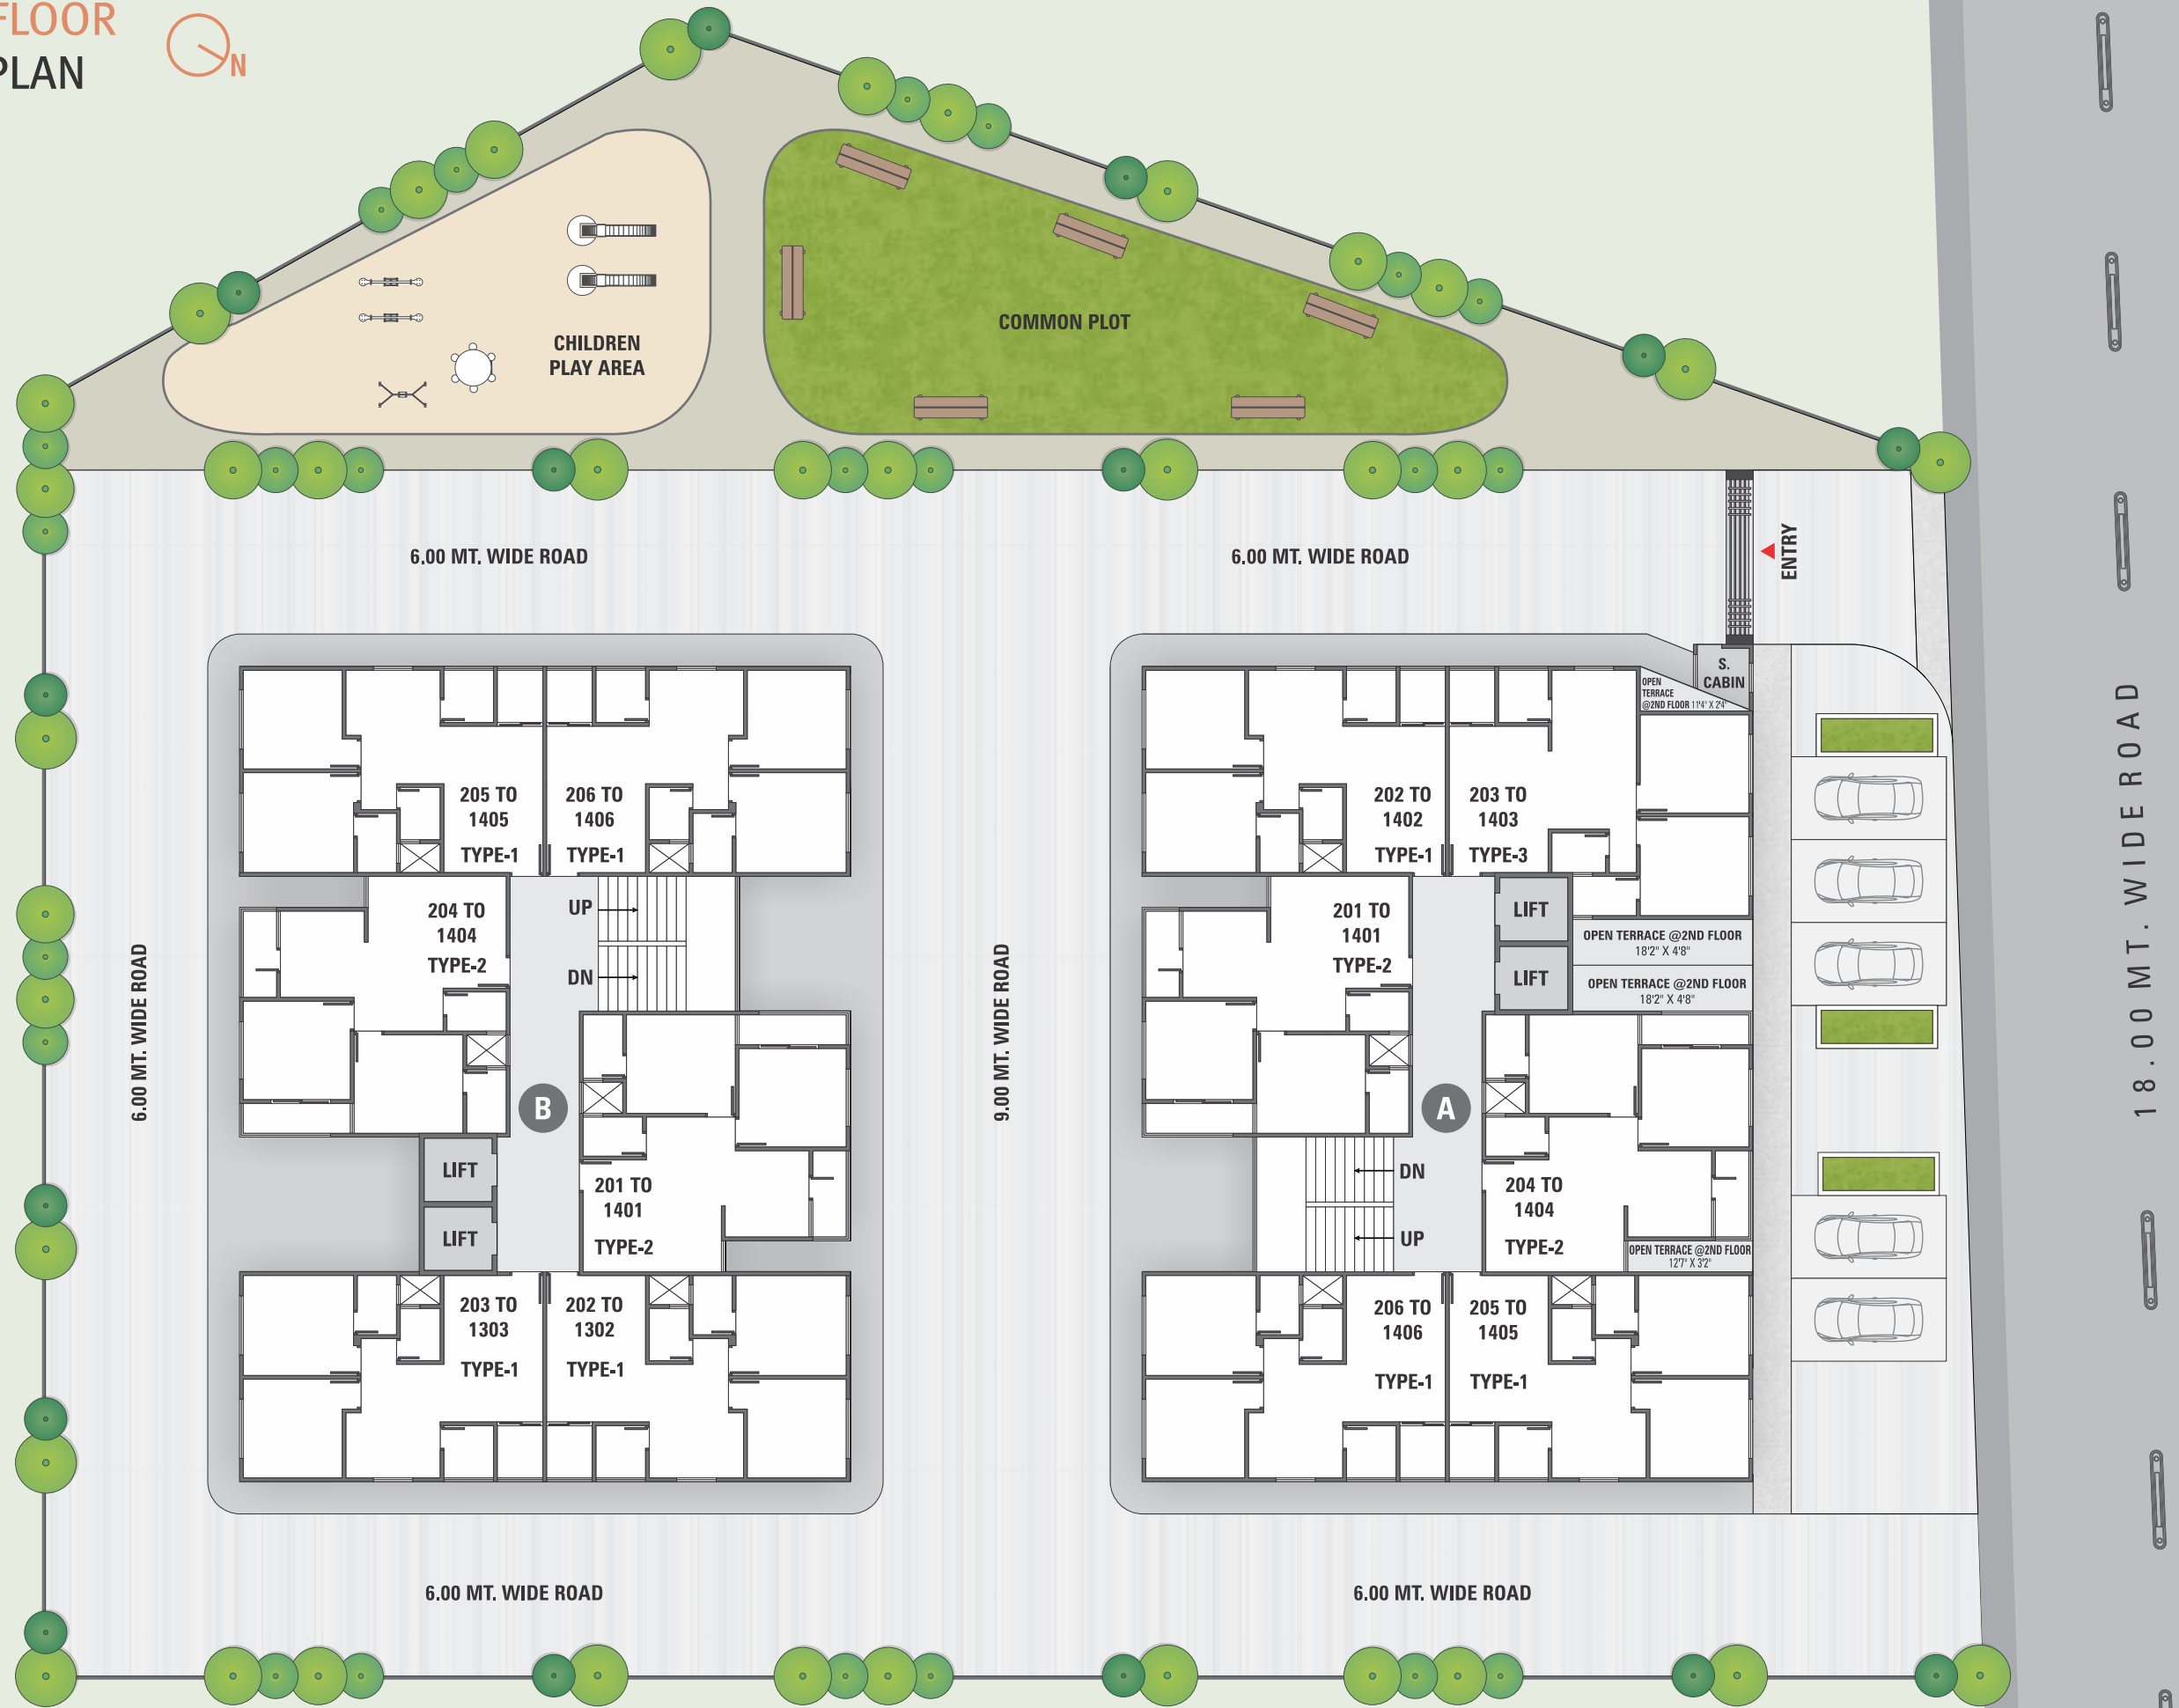 FLOOR
PLAN
N
CHILDREN
PLAY AREA
COMMON PLOT
6.00 MT. WIDE ROAD
6.00 MT. WIDE ROAD
ENTRY
S.
CABIN
OPEN
TERRACE
@2ND FLOOR 11'4" X 2'4"
18.00 MT. WIDE ROAD
205 TO
1405
TYPE-1
206 TO
1406
TYPE-1
202 TO
1402
TYPE-1
203 TO
1403
TYPE-3
204 TO
1404
TYPE-2
UP
DN
201 TO
1401
TYPE-2
LIFT
LIFT
OPEN TERRACE @2ND FLOOR
18'2" X 4'8"
OPEN TERRACE @2ND FLOOR
18'2" X 4'8"
6.00 MT. WIDE ROAD
9.00 MT. WIDE ROAD
B
A
LIFT
LIFT
201 TO
1401
TYPE-2
DN
UP
204 TO
1404
TYPE-2
OPEN TERRACE @2ND FLOOR
12'7" X 3'2"
203 TO
1303
TYPE-1
202 TO
1302
TYPE-1
206 TO
1406
TYPE-1
205 TO
1405
TYPE-1
6.00 MT. WIDE ROAD
6.00 MT. WIDE ROAD